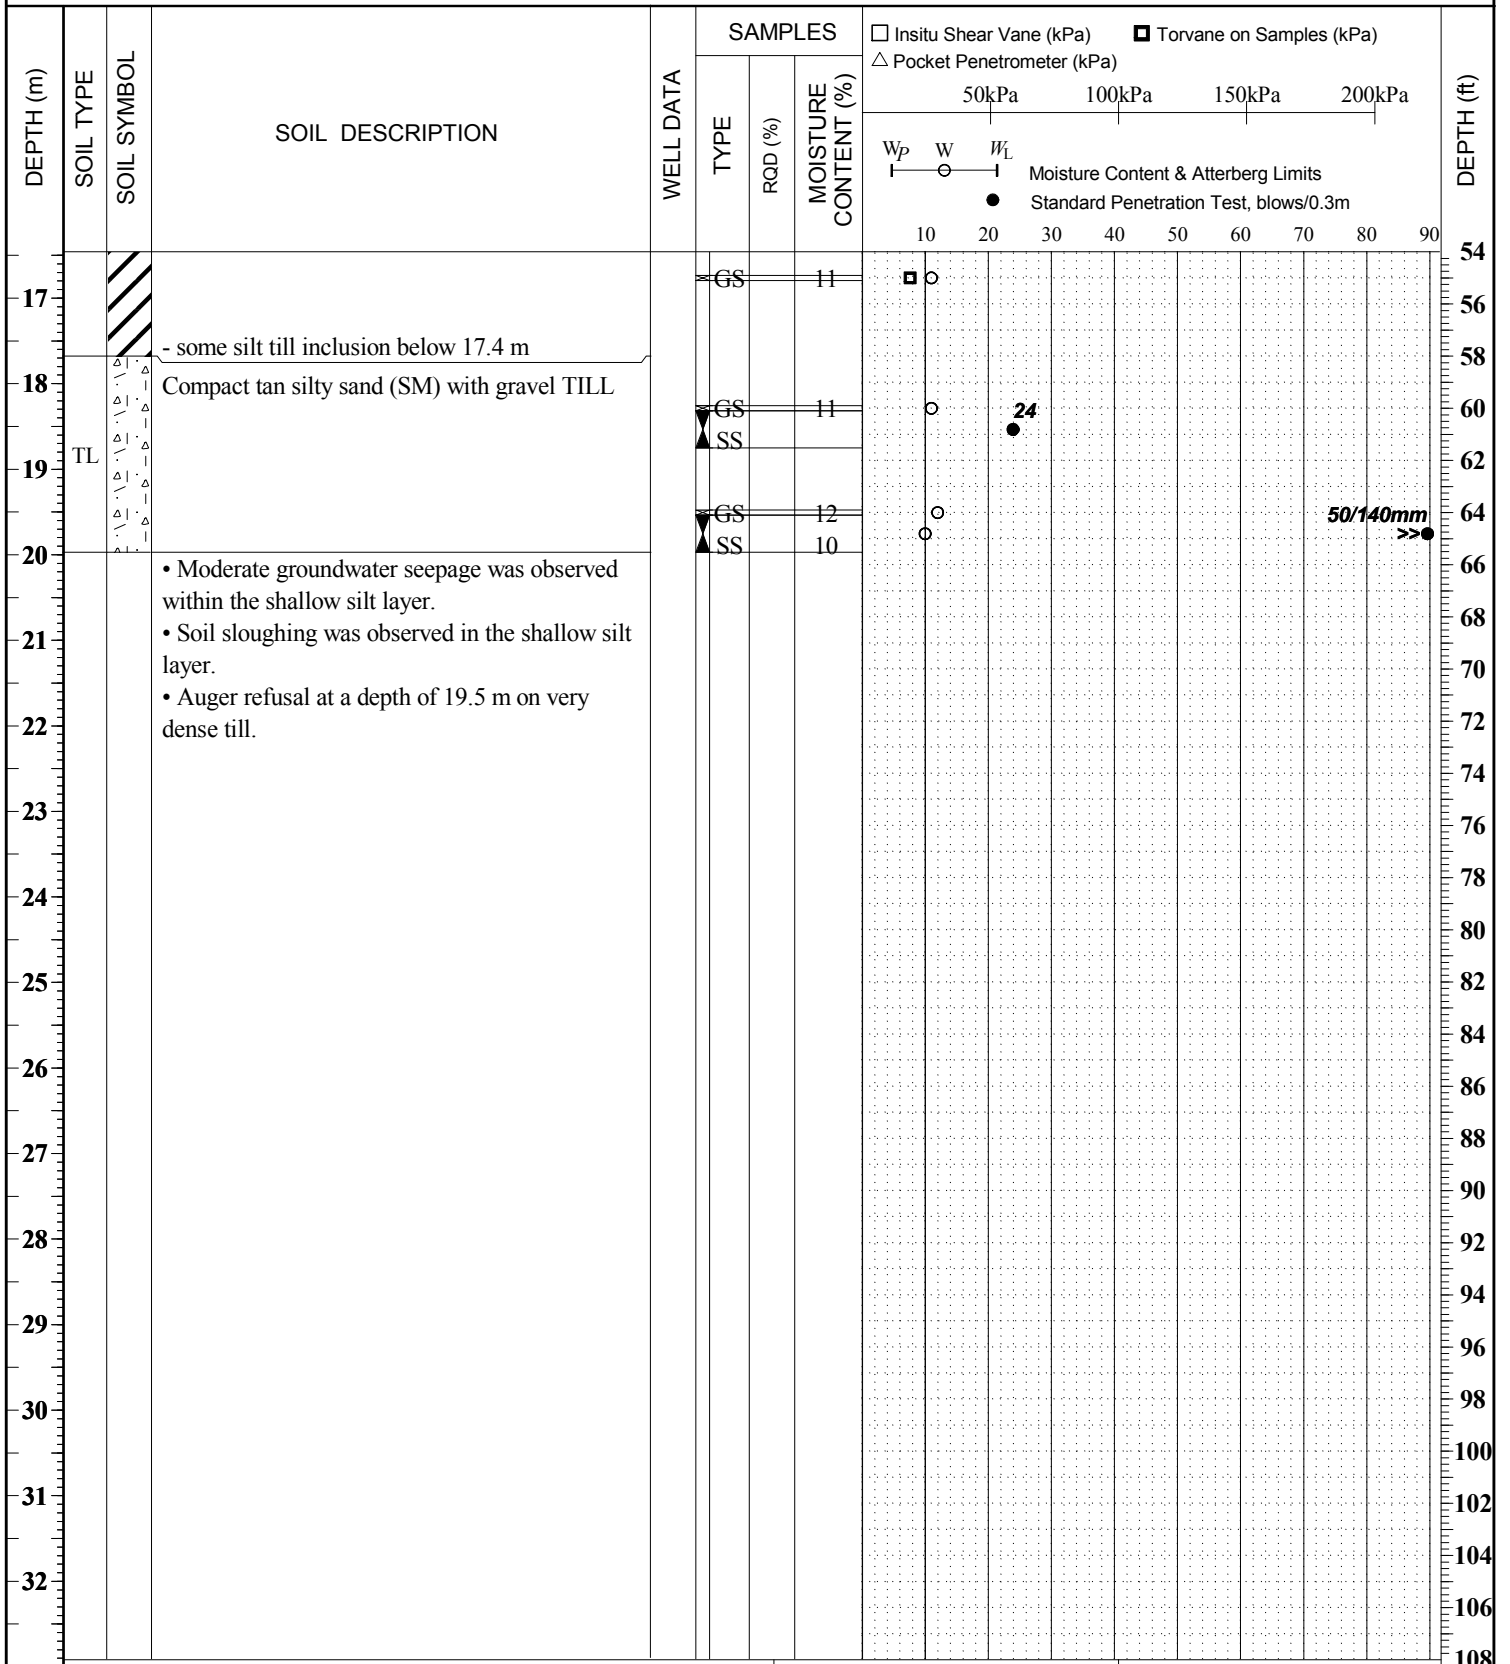 DEPTH (m)
SOIL TYPE
SOIL SYMBOL
SOIL DESCRIPTION
WELL DATA
SAMPLES
TYPE
RQD (%)
MOISTURE
CONTENT (%)
Insitu Shear Vane (kPa) Torvane on Samples (kPa)
Pocket Penetrometer (kPa)
50kPa 100kPa 150kPa 200kPa
WP W WL
Moisture Content & Atterberg Limits
Standard Penetration Test, blows/0.3m
10 20 30 40 50 60 70 80 90
DEPTH (ft)
54
GS 11
17 56
- some silt till inclusion below 17.4 m
58
18 Compact tan silty sand (SM) with gravel TILL
GS 11 24 60
SS
TL
19 62
GS 12 50/140mm 64
SS 10 >>
20
66
• Moderate groundwater seepage was observed
within the shallow silt layer.
68
• Soil sloughing was observed in the shallow silt
21
layer.
70
• Auger refusal at a depth of 19.5 m on very
22 72
dense till.
74
23
76
78
24
80
25 82
84
26
86
27
88
90
28 92
94
29
96
30 98
100
31
102
104
32
106
108